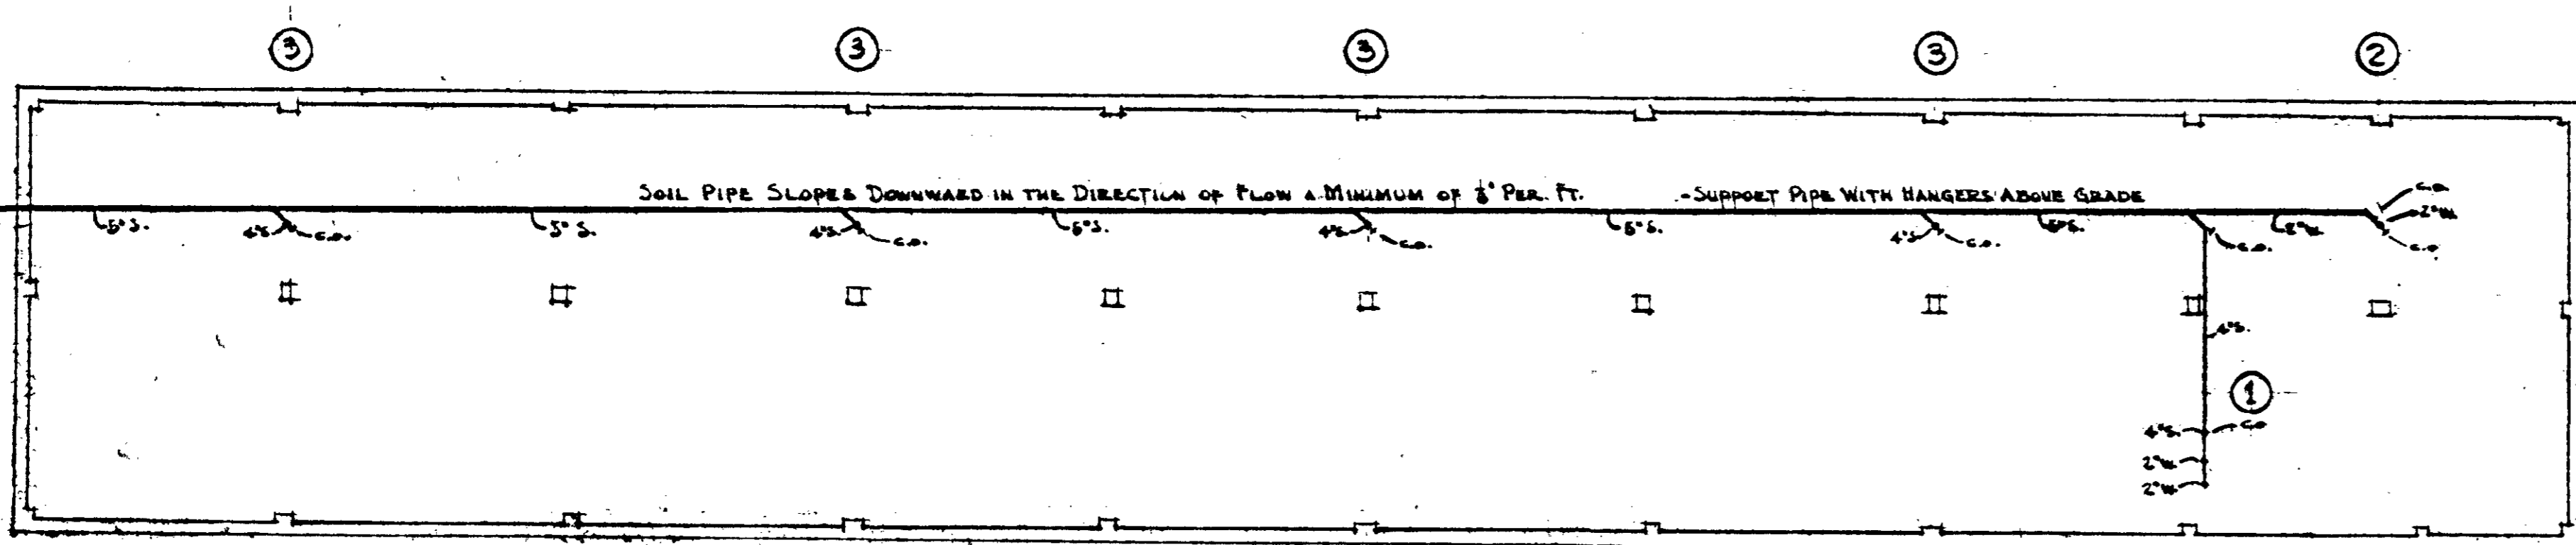 3 3 3 3 2
SOIL PIPE SLOPES DOWNWARD IN THE DIRECTION OF FLOW A MINIMUM OF 1/8" PER. FT. - SUPPORT PIPE WITH HANGERS ABOVE GRADE
C.O.
2" W.
5" S. 4" S. C.O. 5" S. 4" S. C.O. 5" S. 4" S. C.O. 5" S. 4" S. C.O. 5" S. C.O. C.O.
4" S.
1
4" S. C.O.
2" W.
2" W.